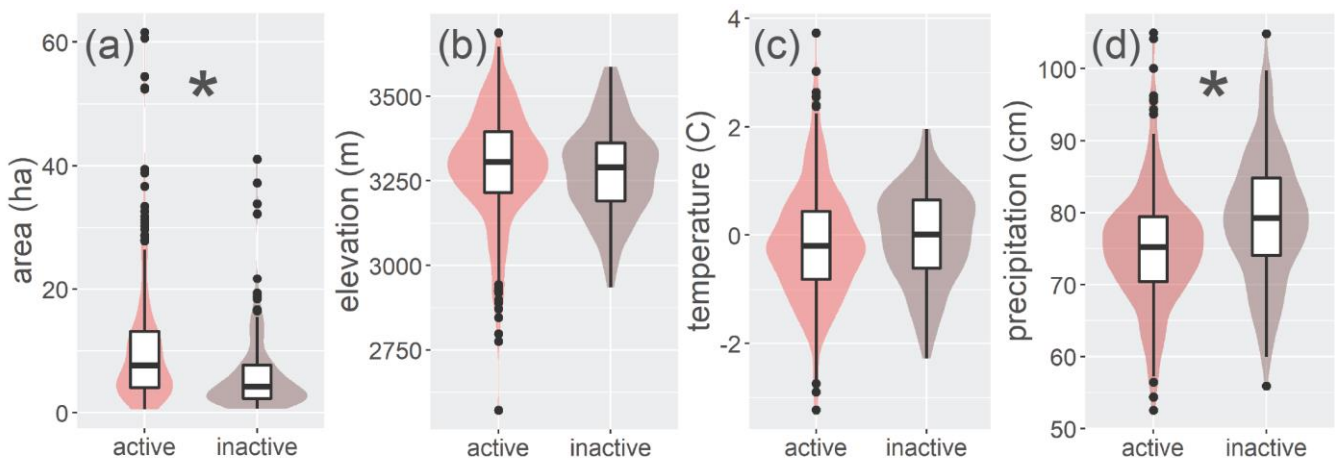 (a)
*
area (ha)
60
40
20
0
active
inactive
(b)
elevation (m)
3500
3250
3000
2750
active
inactive
(c)
temperature (C)
4
2
0
-2
active
inactive
(d)
*
precipitation (cm)
100
90
80
70
60
50
active
inactive